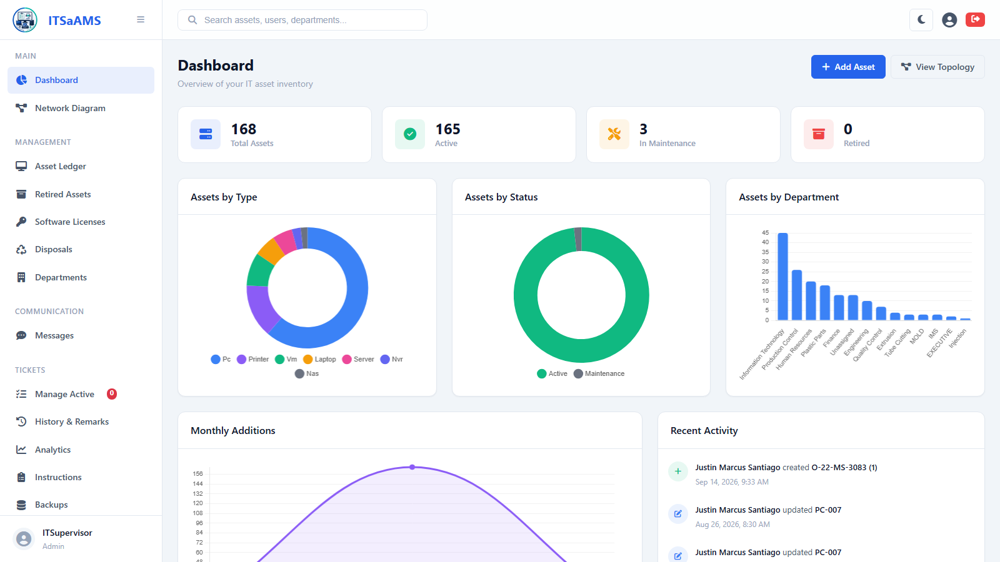 ITSaAMS
Search assets, users, departments...
MAIN
Dashboard
Network Diagram
MANAGEMENT
Asset Ledger
Retired Assets
Software Licenses
Disposals
Departments
COMMUNICATION
Messages
TICKETS
Manage Active 0
History & Remarks
Analytics
Instructions
Backups
ITSupervisor
Admin
Dashboard
Overview of your IT asset inventory
Add Asset
View Topology
168
Total Assets
165
Active
3
In Maintenance
0
Retired
Assets by Type
Pc Printer Vm Laptop Server Nvr
Nas
Assets by Status
Active Maintenance
Assets by Department
45
40
35
30
25
20
15
10
5
0
Information Technology
Production Control
Human Resources
Plastic Parts
Finance
Unassigned
Engineering
Quality Control
Extrusion
Tube Cutting
MOLD
IMS
EXECUTIVE
Injection
Monthly Additions
156
144
132
120
108
96
84
72
60
48
Recent Activity
Justin Marcus Santiago created O-22-MS-3083 (1)
Sep 14, 2026, 9:33 AM
Justin Marcus Santiago updated PC-007
Aug 26, 2026, 8:30 AM
Justin Marcus Santiago updated PC-007